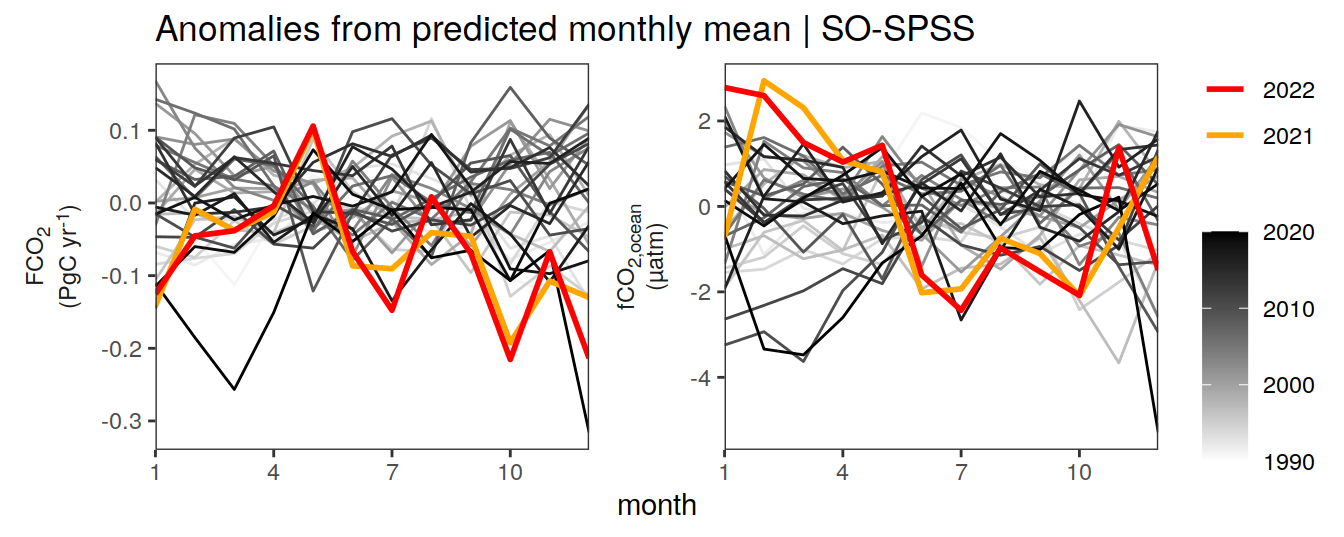 Anomalies from predicted monthly mean | SO-SPSS
FCO₂
(PgC yr⁻¹)
0.1
0.0
-0.1
-0.2
-0.3
1 4 7 10
fCO₂,ocean
(µatm)
2
0
-2
-4
1 4 7 10
month
2022
2021
2020
2010
2000
1990